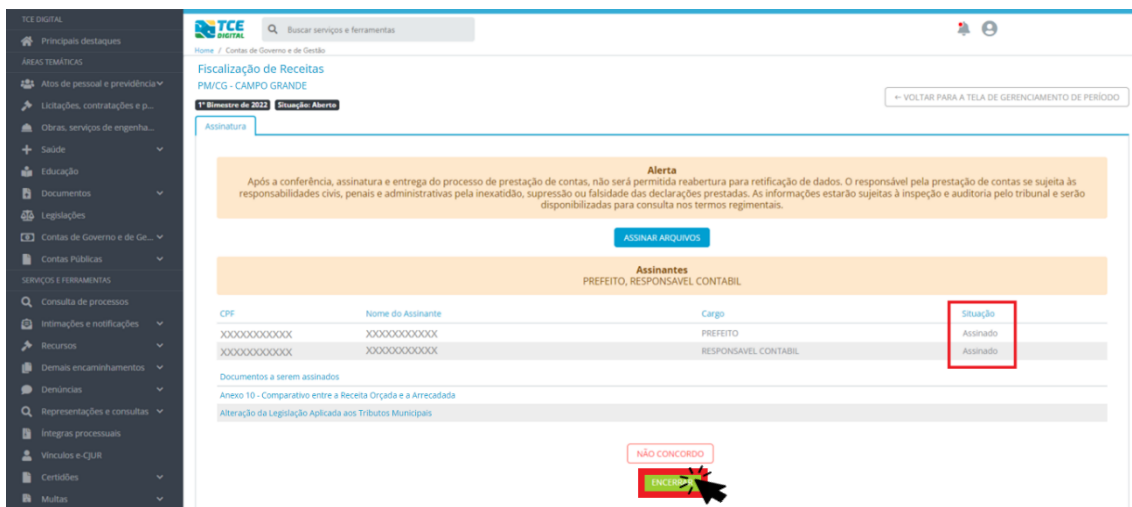 TCE DIGITAL
Principais destaques
ÁREAS TEMÁTICAS
Atos de pessoal e previdência
Licitações, contratações e p...
Obras, serviços de engenha...
Saúde
Educação
Documentos
Legislações
Contas de Governo e de Ge...
Contas Públicas
SERVIÇOS E FERRAMENTAS
Consulta de processos
Intimações e notificações
Recursos
Demais encaminhamentos
Denúncias
Representações e consultas
Íntegras processuais
Vínculos e-CJUR
Certidões
Multas
TCE
DIGITAL
Buscar serviços e ferramentas
Home / Contas de Governo e de Gestão
Fiscalização de Receitas
PM/CG - CAMPO GRANDE
1º Bimestre de 2022 Situação: Aberto
← VOLTAR PARA A TELA DE GERENCIAMENTO DE PERÍODO
Assinatura
Alerta
Após a conferência, assinatura e entrega do processo de prestação de contas, não será permitida reabertura para retificação de dados. O responsável pela prestação de contas se sujeita às
responsabilidades civis, penais e administrativas pela inexatidão, supressão ou falsidade das declarações prestadas. As informações estarão sujeitas à inspeção e auditoria pelo tribunal e serão
disponibilizadas para consulta nos termos regimentais.
ASSINAR ARQUIVOS
Assinantes
PREFEITO, RESPONSAVEL CONTABIL
CPF Nome do Assinante Cargo Situação
XXXXXXXXXXX XXXXXXXXXXX PREFEITO Assinado
XXXXXXXXXXX XXXXXXXXXXX RESPONSAVEL CONTABIL Assinado
Documentos a serem assinados
Anexo 10 - Comparativo entre a Receita Orçada e a Arrecadada
Alteração da Legislação Aplicada aos Tributos Municipais
NÃO CONCORDO